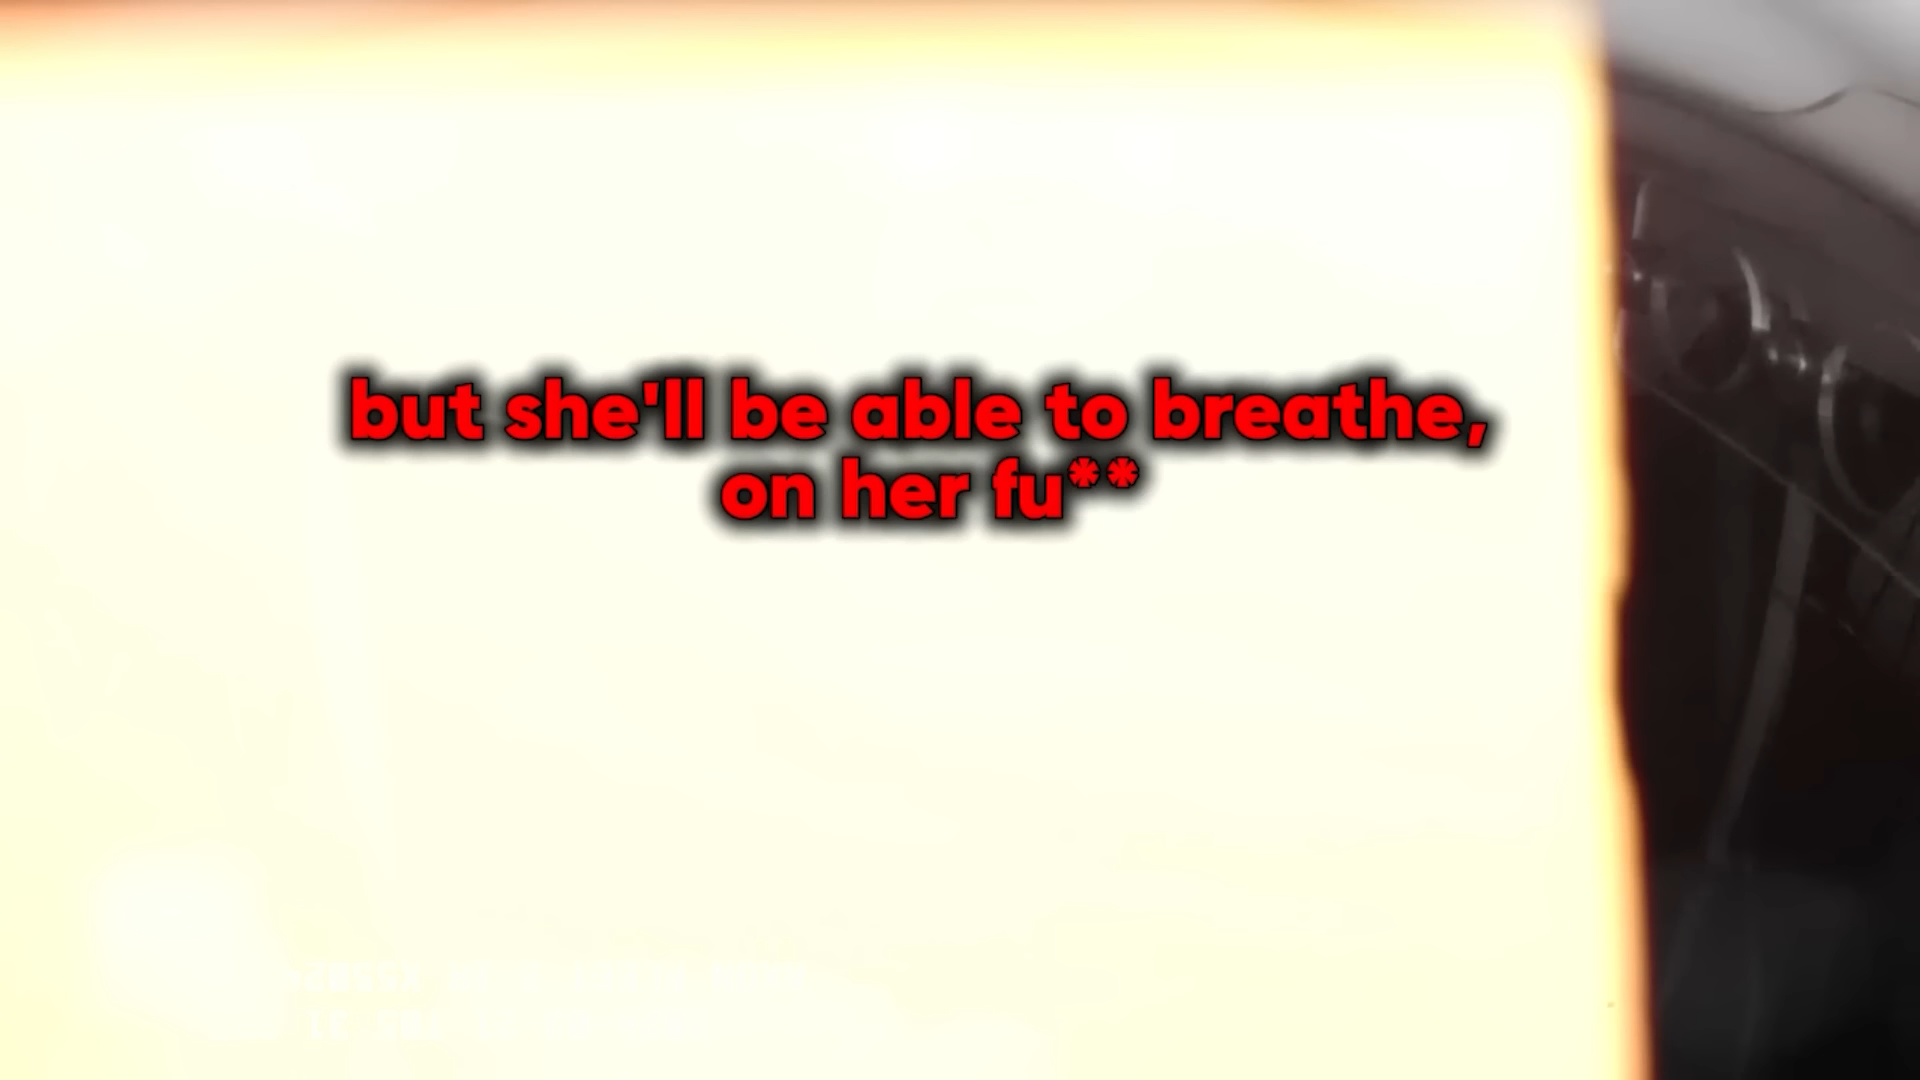 but she'll be able to breathe,
on her fu**